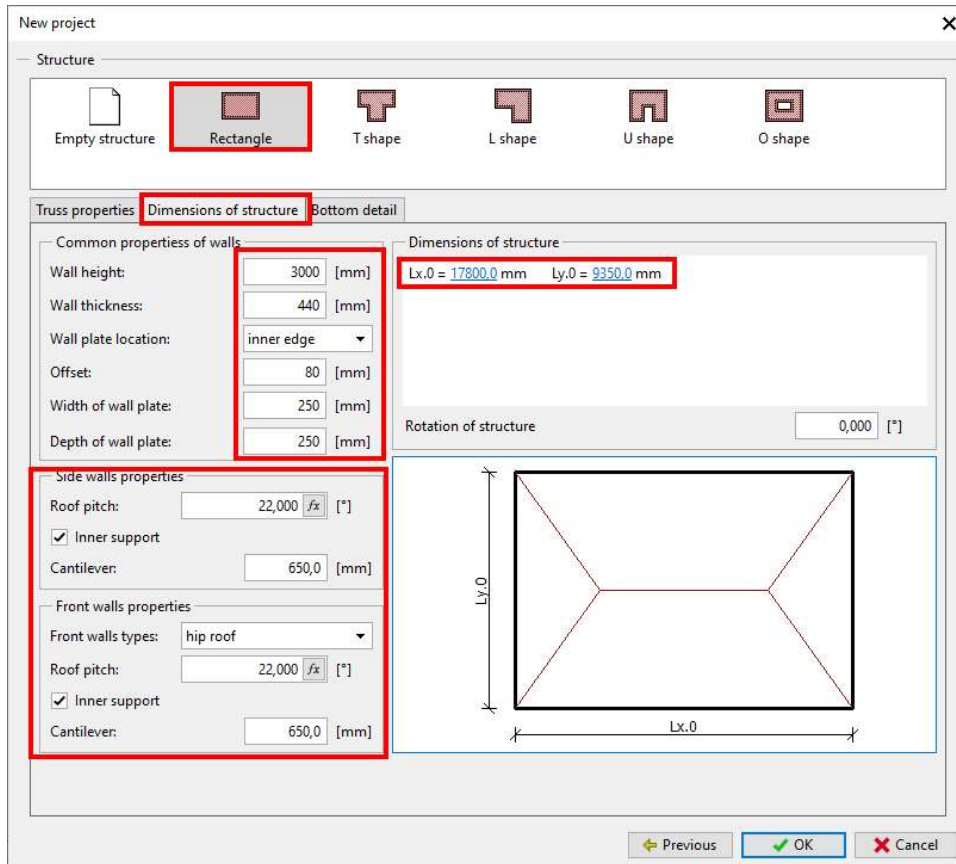 New project
Structure
Empty structure Rectangle T shape L shape U shape O shape
Truss properties Dimensions of structure Bottom detail
Common propertiess of walls
Wall height: 3000 [mm]
Wall thickness: 440 [mm]
Wall plate location: inner edge
Offset: 80 [mm]
Width of wall plate: 250 [mm]
Depth of wall plate: 250 [mm]
Dimensions of structure
Lx.0 = 17800,0 mm Ly.0 = 9350,0 mm
Rotation of structure 0,000 [°]
Side walls properties
Roof pitch: 22,000 fx [°]
Inner support
Cantilever: 650,0 [mm]
Front walls properties
Front walls types: hip roof
Roof pitch: 22,000 fx [°]
Inner support
Cantilever: 650,0 [mm]
Ly.0
Lx.0
Previous OK Cancel